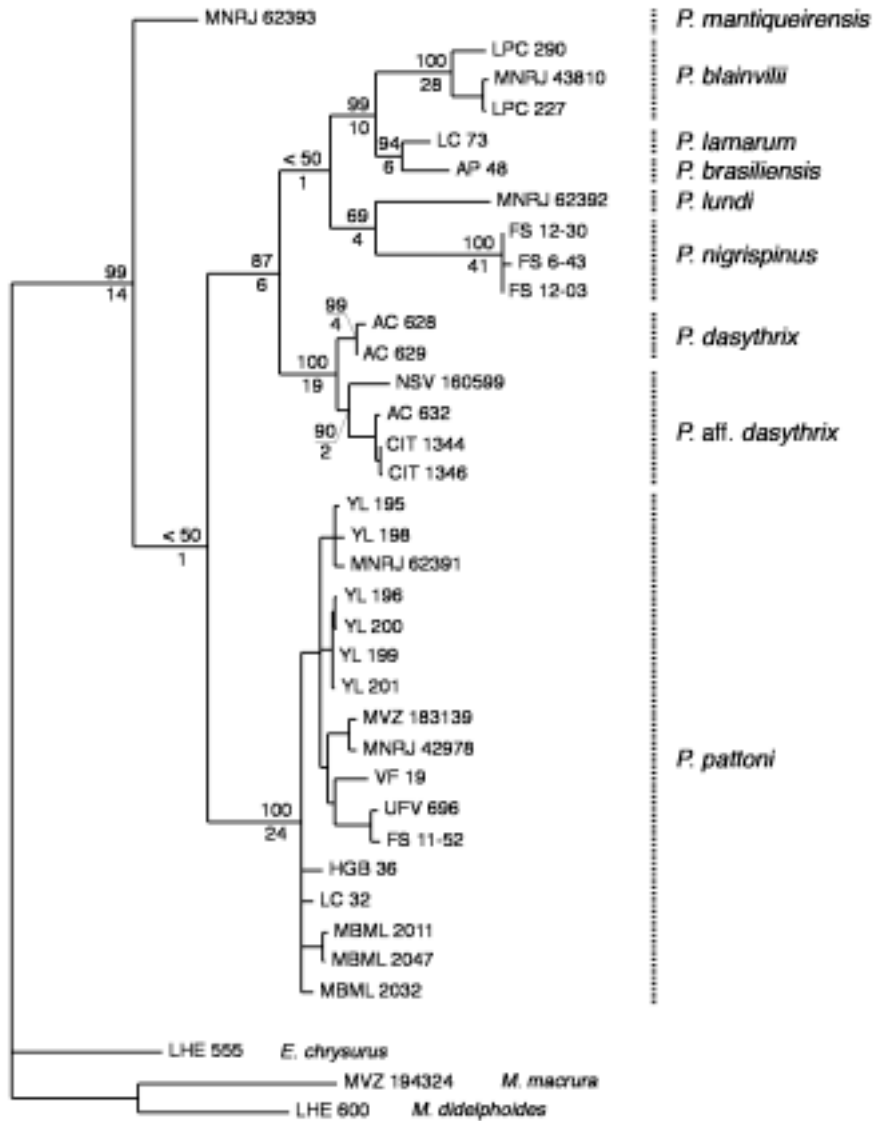 MNRJ 62393 P. mantiqueirensis
LPC 290
100
28
MNRJ 43810 P. blainvilii
LPC 227
99
10
94
6
LC 73 P. lamarum
AP 48 P. brasiliensis
< 50
1
MNRJ 62392 P. lundi
69
4
FS 12-30
100
41
FS 6-43 P. nigrispinus
FS 12-03
87
6
99
14
99
4
AC 628
AC 629 P. dasythrix
100
19
NSV 160599
AC 632
90
2
CIT 1344 P. aff. dasythrix
CIT 1346
YL 195
< 50
1
YL 198
MNRJ 62391
YL 196
YL 200
YL 199
YL 201
MVZ 183139
MNRJ 42978 P. pattoni
VF 19
100
24
UFV 696
FS 11-52
HGB 36
LC 32
MBML 2011
MBML 2047
MBML 2032
LHE 555 E. chrysurus
MVZ 194324 M. macrura
LHE 600 M. didelphoides